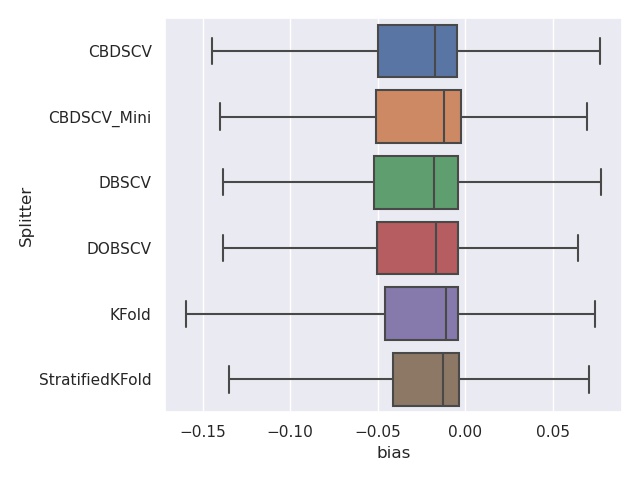 CBDSCV
CBDSCV_Mini
DBSCV
DOBSCV
KFold
StratifiedKFold
Splitter
−0.15 −0.10 −0.05 0.00 0.05
bias